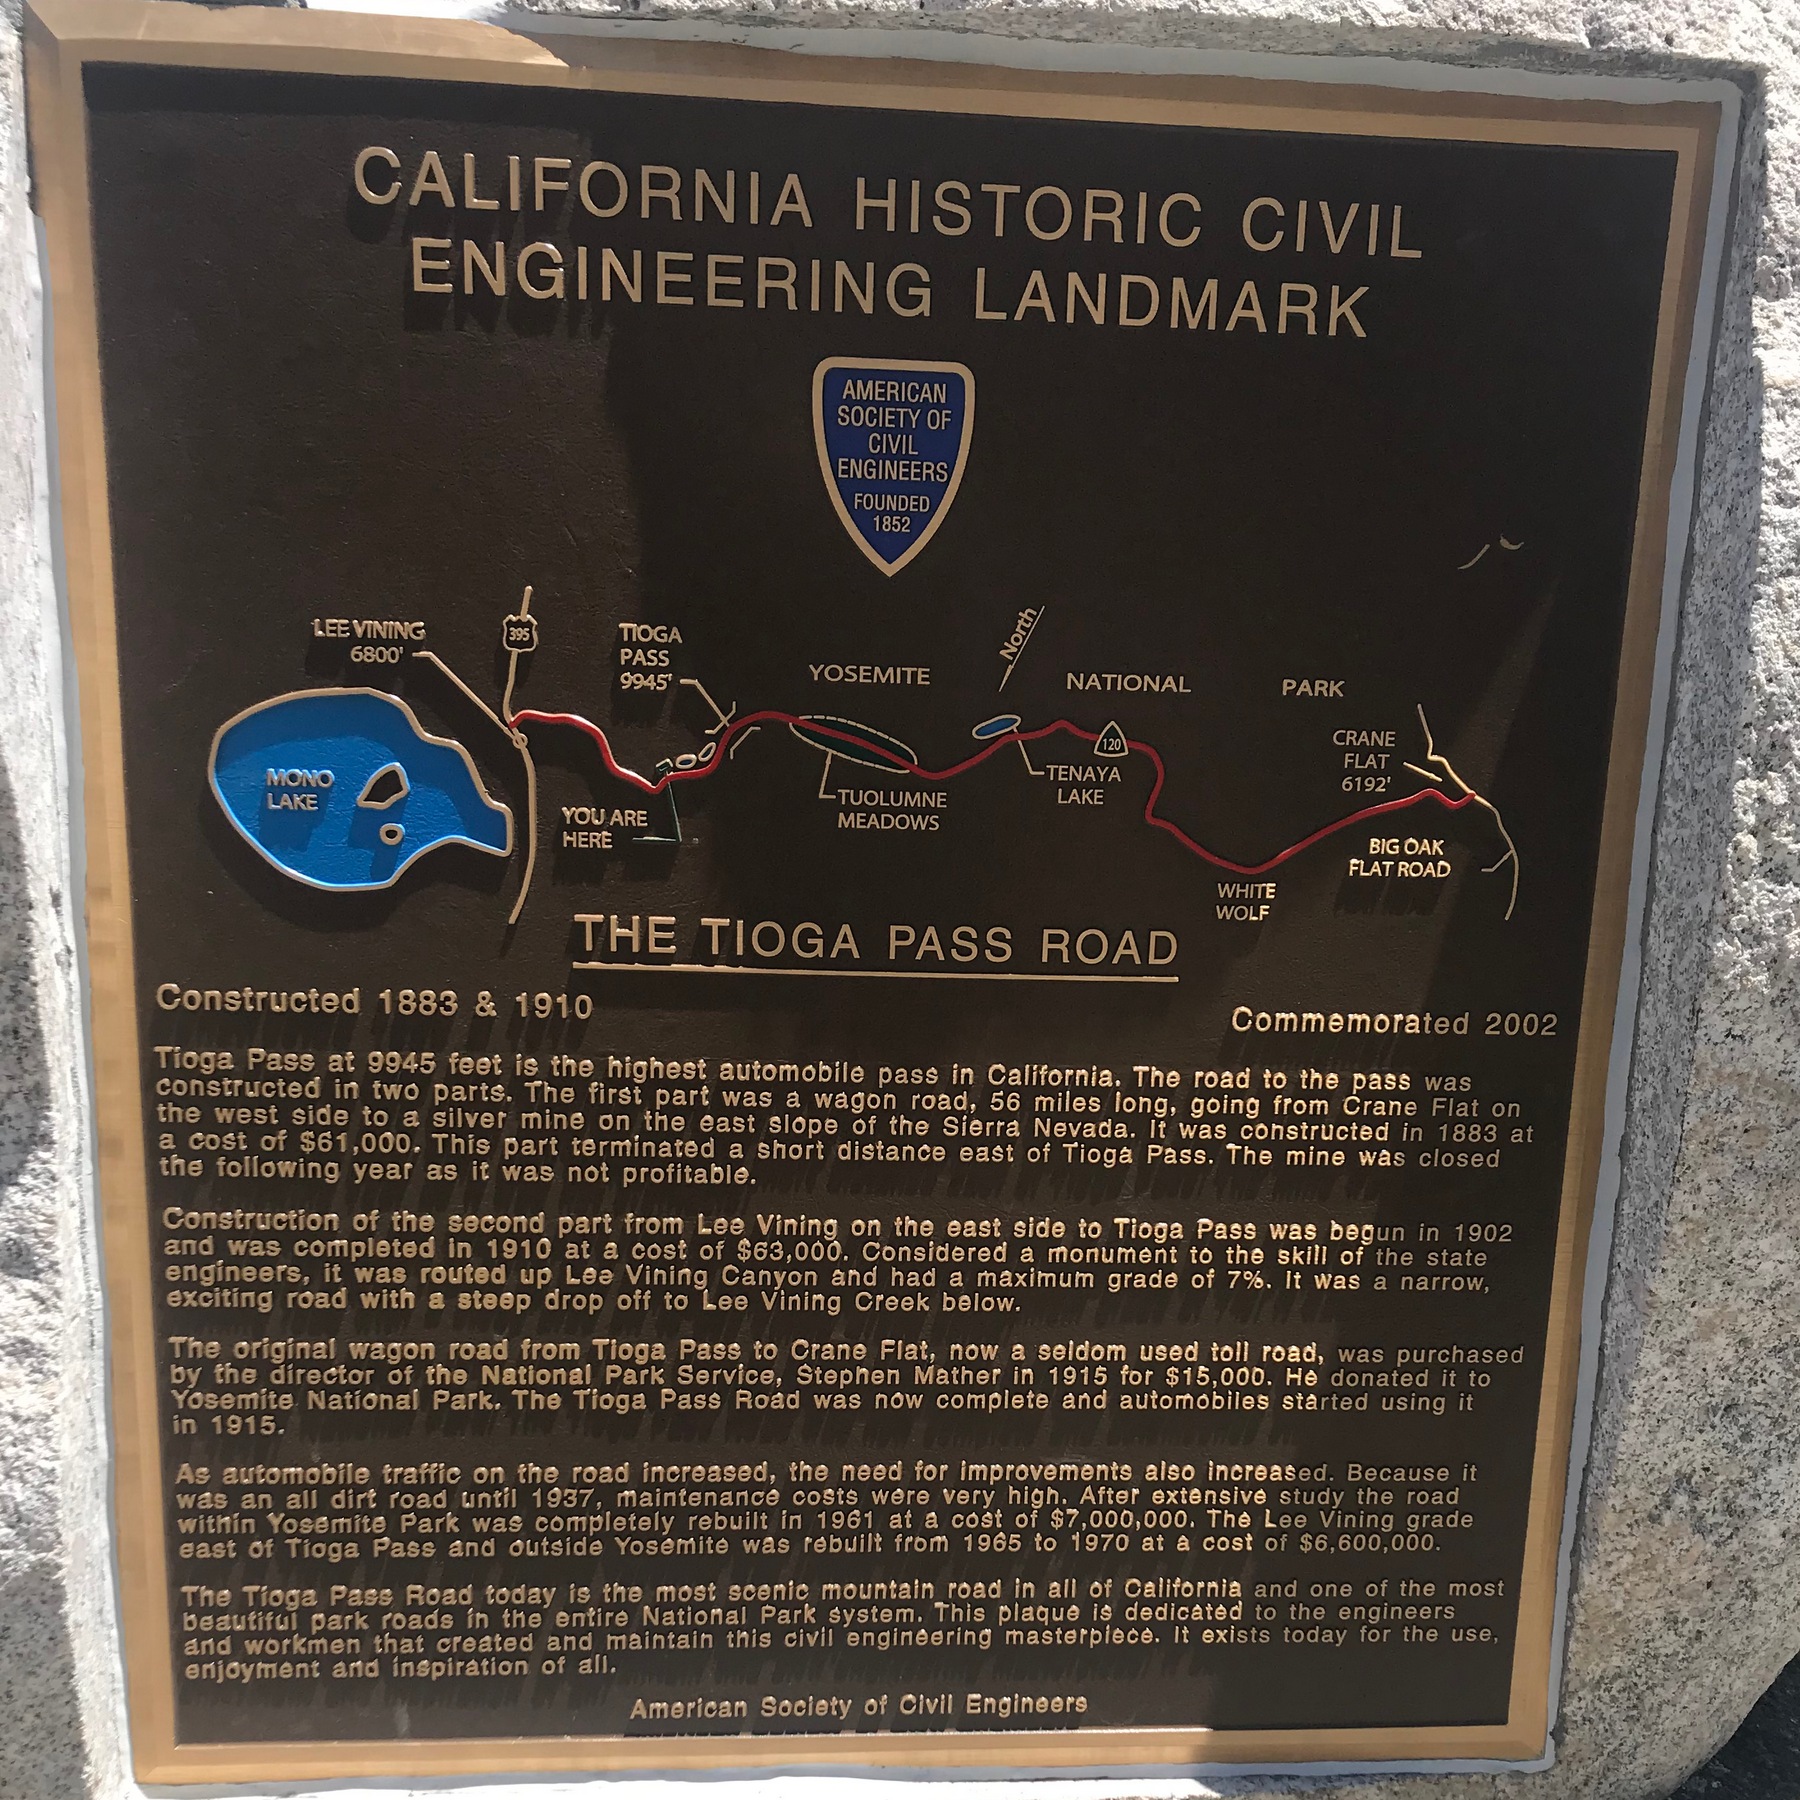 CALIFORNIA HISTORIC CIVIL
ENGINEERING LANDMARK
AMERICAN
SOCIETY OF
CIVIL
ENGINEERS
FOUNDED
1852
LEE VINING
6800'
395
TIOGA
PASS
9945'
YOSEMITE
North
NATIONAL
PARK
CRANE
FLAT
6192'
MONO
LAKE
YOU ARE
HERE
TUOLUMNE
MEADOWS
TENAYA
LAKE
120
BIG OAK
FLAT ROAD
WHITE
WOLF
THE TIOGA PASS ROAD
Constructed 1883 & 1910
Commemorated 2002
Tioga Pass at 9945 feet is the highest automobile pass in California. The road to the pass was
constructed in two parts. The first part was a wagon road, 56 miles long, going from Crane Flat on
the west side to a silver mine on the east slope of the Sierra Nevada. It was constructed in 1883 at
a cost of $61,000. This part terminated a short distance east of Tioga Pass. The mine was closed
the following year as it was not profitable.
Construction of the second part from Lee Vining on the east side to Tioga Pass was begun in 1902
and was completed in 1910 at a cost of $63,000. Considered a monument to the skill of the state
engineers, it was routed up Lee Vining Canyon and had a maximum grade of 7%. It was a narrow,
exciting road with a steep drop off to Lee Vining Creek below.
The original wagon road from Tioga Pass to Crane Flat, now a seldom used toll road, was purchased
by the director of the National Park Service, Stephen Mather in 1915 for $15,000. He donated it to
Yosemite National Park. The Tioga Pass Road was now complete and automobiles started using it
in 1915.
As automobile traffic on the road increased, the need for improvements also increased. Because it
was an all dirt road until 1937, maintenance costs were very high. After extensive study the road
within Yosemite Park was completely rebuilt in 1961 at a cost of $7,000,000. The Lee Vining grade
east of Tioga Pass and outside Yosemite was rebuilt from 1965 to 1970 at a cost of $6,600,000.
The Tioga Pass Road today is the most scenic mountain road in all of California and one of the most
beautiful park roads in the entire National Park system. This plaque is dedicated to the engineers
and workmen that created and maintain this civil engineering masterpiece. It exists today for the use,
enjoyment and inspiration of all.
American Society of Civil Engineers